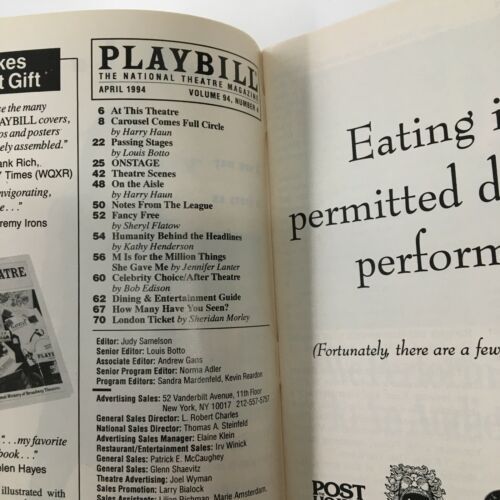 akes
t Gift
se the many
LAYBILL covers,
os and posters
ely assembled."
ank Rich,
Times (WQXR)
nvigorating,
e . . ."
eremy Irons
ATRE
". . .my favorite
elen Hayes
illustrated with
PLAYBILL
THE NATIONAL THEATRE MAGAZINE
APRIL 1994 VOLUME 94, NUMBER 4
6 At This Theatre
8 Carousel Comes Full Circle
by Harry Haun
22 Passing Stages
by Louis Botto
25 ONSTAGE
42 Theatre Scenes
48 On the Aisle
by Harry Haun
50 Notes From The League
52 Fancy Free
by Sheryl Flatow
54 Humanity Behind the Headlines
by Kathy Henderson
56 M Is for the Million Things
She Gave Me by Jennifer Lanter
60 Celebrity Choice/After Theatre
by Bob Edison
62 Dining & Entertainment Guide
67 How Many Have You Seen?
70 London Ticket by Sheridan Morley
Editor: Judy Samelson
Senior Editor: Louis Botto
Associate Editor: Andrew Gans
Senior Program Editor: Norma Adler
Program Editors: Sandra Mardenfeld, Kevin Reardon
Advertising Sales: 52 Vanderbilt Avenue, 11th Floor
New York, NY 10017 212-557-5757
General Sales Director: L. Robert Charles
National Sales Director: Thomas A. Steinfeld
Advertising Sales Manager: Elaine Klein
Restaurant/Entertainment Sales: Irv Winick
General Sales: Patrick E. McCaughey
General Sales: Glenn Shaevitz
Theatre Advertising: Joel Wyman
Sales Promotion: Larry Bialock
Sales Assistants: Marie Amsterdam,
Eating i
permitted d
perform
(Fortunately, there are a few
POST